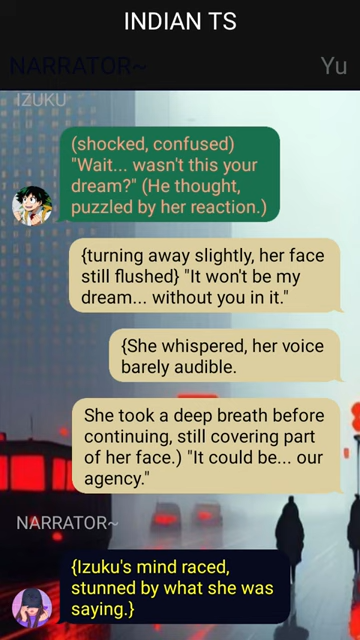 INDIAN TS
NARRATOR~
Yu
IZUKU
(shocked, confused)
"Wait... wasn't this your
dream?" (He thought,
puzzled by her reaction.)
{turning away slightly, her face
still flushed} "It won't be my
dream... without you in it."
{She whispered, her voice
barely audible.
She took a deep breath before
continuing, still covering part
of her face.) "It could be... our
agency."
NARRATOR~
{Izuku's mind raced,
stunned by what she was
saying.}